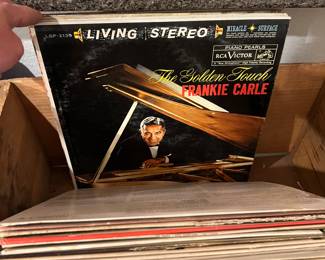 LSP-2139
LIVING STEREO
MIRACLE SURFACE
PIANO PEARLS
RCA VICTOR
The Golden Touch
FRANKIE CARLE